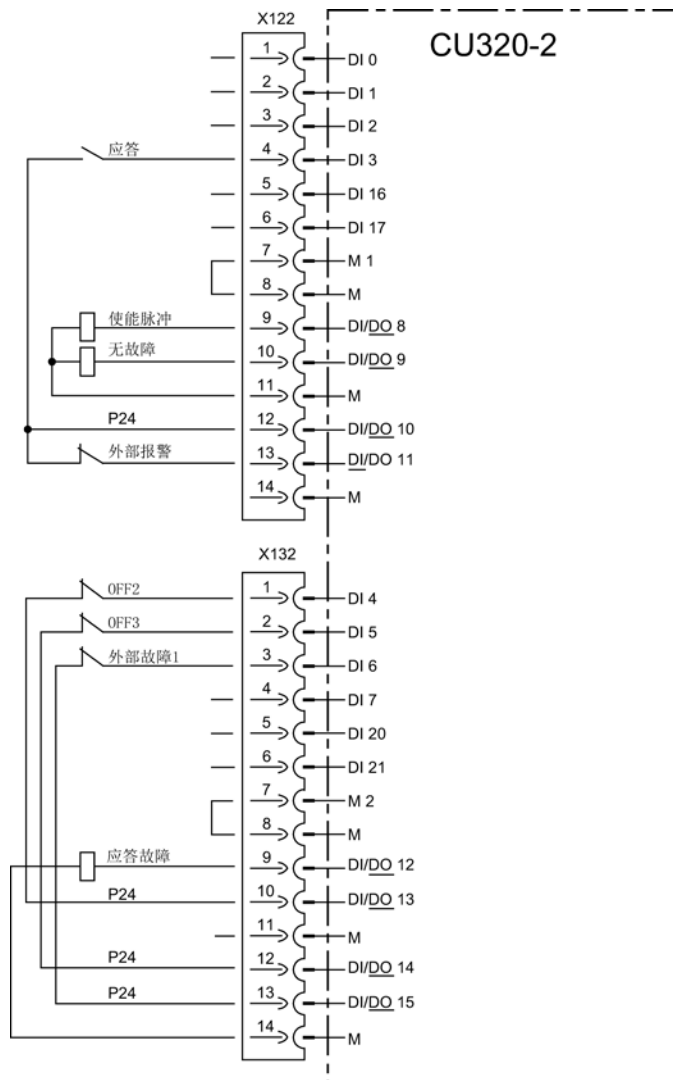 X122
CU320-2
1 DI 0
2 DI 1
3 DI 2
应答 4 DI 3
5 DI 16
6 DI 17
7 M 1
8 M
使能脉冲 9 DI/DO 8
无故障 10 DI/DO 9
11 M
P24 12 DI/DO 10
外部报警 13 DI/DO 11
14 M
X132
OFF2 1 DI 4
OFF3 2 DI 5
外部故障1 3 DI 6
4 DI 7
5 DI 20
6 DI 21
7 M 2
8 M
应答故障 9 DI/DO 12
P24 10 DI/DO 13
11 M
P24 12 DI/DO 14
P24 13 DI/DO 15
14 M